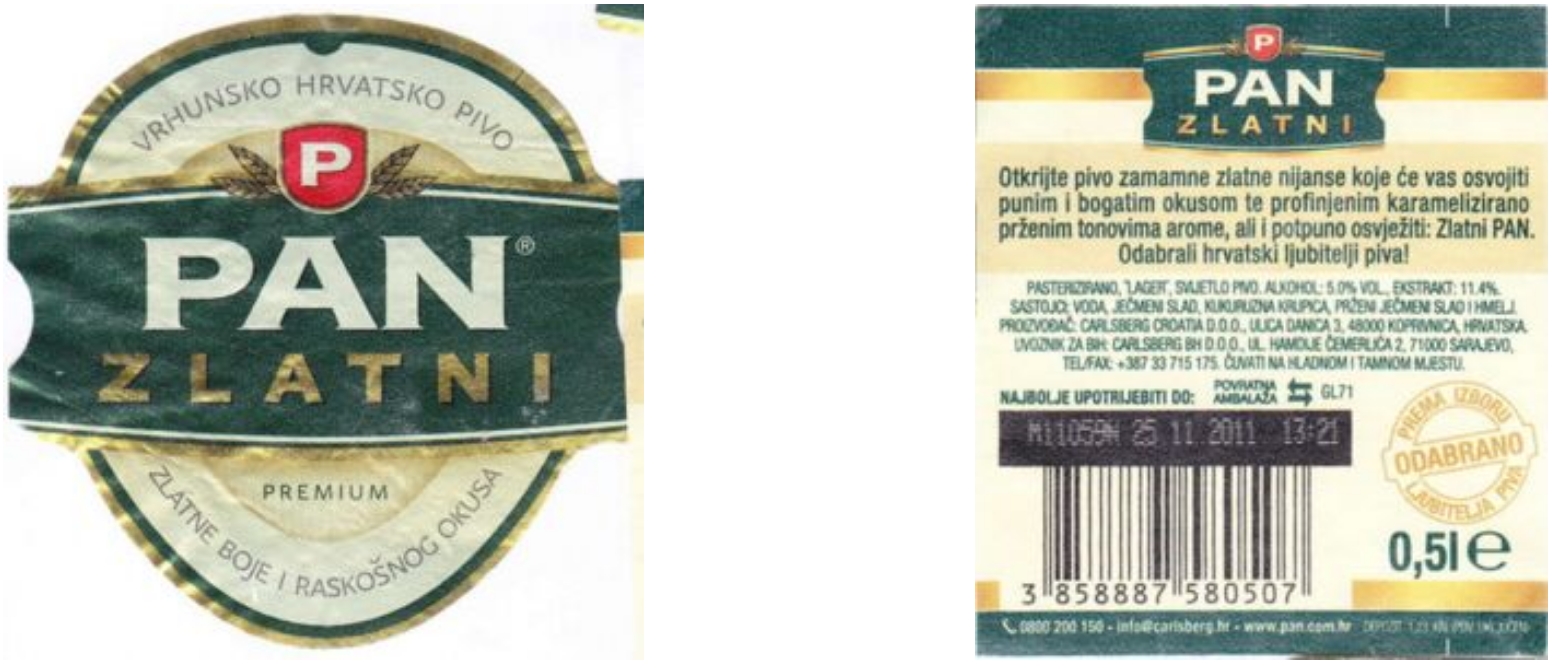 VRHUNSKO HRVATSKO PIVO
P
PAN®
ZLATNI
PREMIUM
ZLATNE BOJE I RASKOŠNOG OKUSA
P
PAN
ZLATNI
Otkrijte pivo zamamne zlatne nijanse koje će vas osvojiti
punim i bogatim okusom te profinjenim karamelizirano
prženim tonovima arome, ali i potpuno osvježiti: Zlatni PAN.
Odabrali hrvatski ljubitelji piva!
PASTERIZIRANO, "LAGER", SVIJETLO PIVO. ALKOHOL: 5.0% VOL., EKSTRAKT: 11.4%.
SASTOJCI: VODA, JEČMENI SLAD, KUKURUZNA KRUPICA, PRŽENI JEČMENI SLAD I HMELJ.
PROIZVOĐAČ: CARLSBERG CROATIA D.O.O., ULICA DANICA 3, 48000 KOPRIVNICA, HRVATSKA.
UVOZNIK ZA BIH: CARLSBERG BH D.O.O., UL. HAMDIJE ČEMERLIĆA 2, 71000 SARAJEVO,
TEL/FAX: +387 33 715 175. ČUVATI NA HLADNOM I TAMNOM MJESTU.
NAJBOLJE UPOTRIJEBITI DO: POVRATNA AMBALAŽA GL71
M11059N 25 11 2011 13:21
PREMA IZBORU
ODABRANO
LJUBITELJA PIVA
0,5l e
3 858887 580507
0800 200 150 - info@carlsberg.hr - www.pan.com.hr DEPOZIT